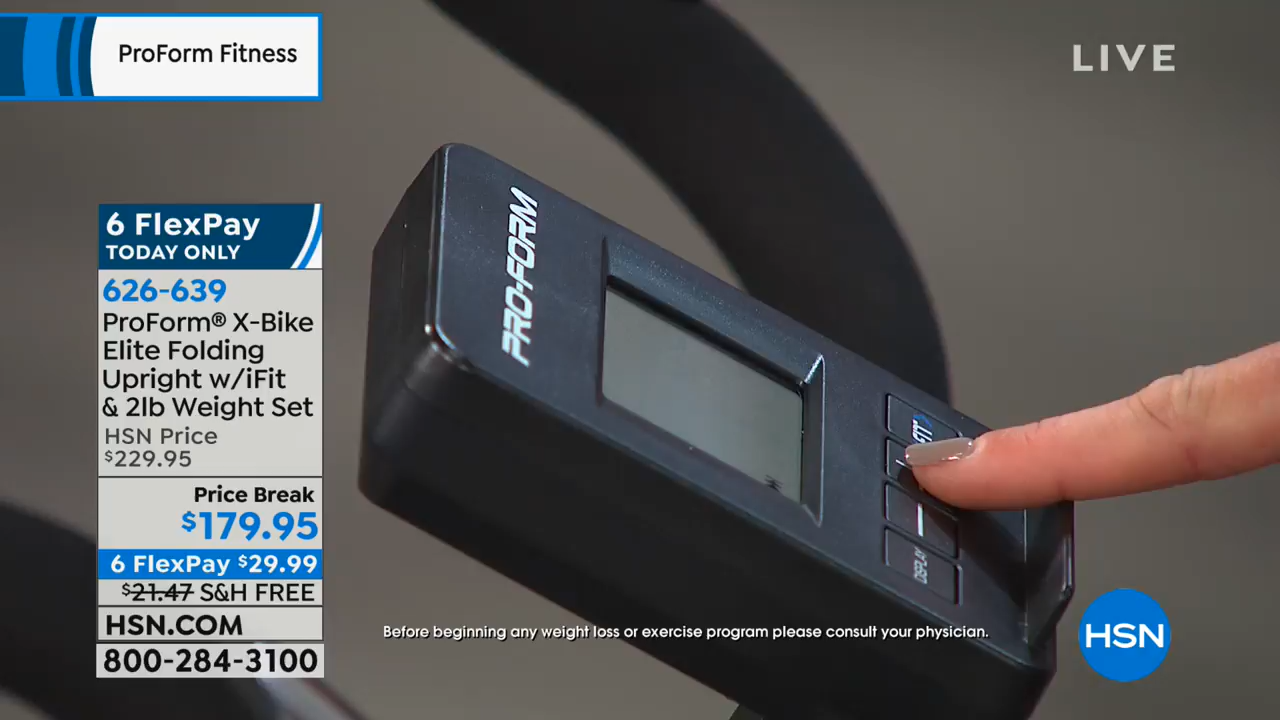 ProForm Fitness
LIVE
6 FlexPay
TODAY ONLY
626-639
ProForm® X-Bike
Elite Folding
Upright w/iFit
& 2lb Weight Set
HSN Price
$229.95
Price Break
$179.95
6 FlexPay $29.99
$21.47 S&H FREE
HSN.COM
800-284-3100
PRO-FORM
DISPLAY
Before beginning any weight loss or exercise program please consult your physician.
HSN